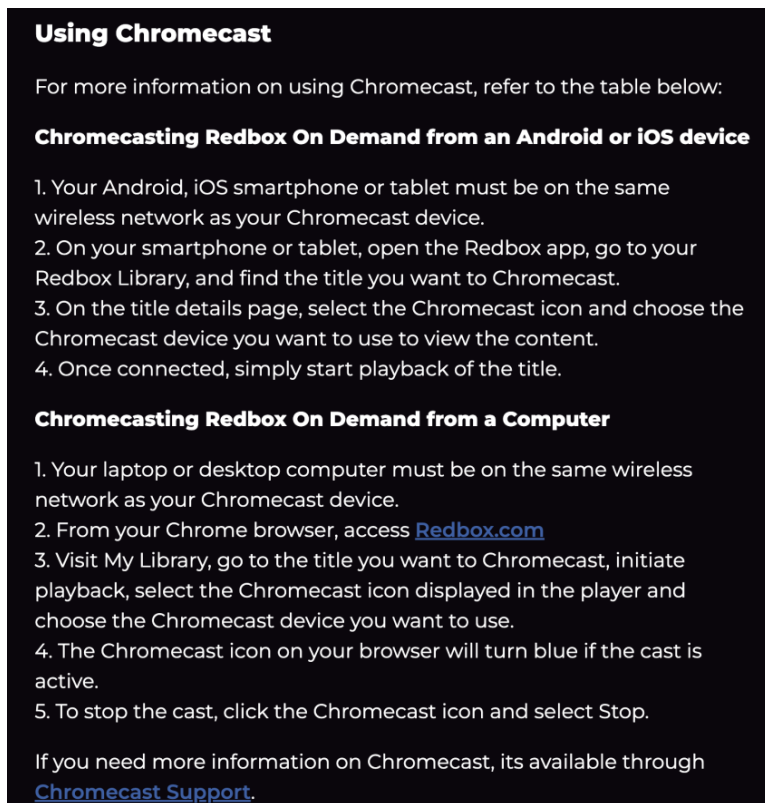 Using Chromecast
For more information on using Chromecast, refer to the table below:
Chromecasting Redbox On Demand from an Android or iOS device
1. Your Android, iOS smartphone or tablet must be on the same
wireless network as your Chromecast device.
2. On your smartphone or tablet, open the Redbox app, go to your
Redbox Library, and find the title you want to Chromecast.
3. On the title details page, select the Chromecast icon and choose the
Chromecast device you want to use to view the content.
4. Once connected, simply start playback of the title.
Chromecasting Redbox On Demand from a Computer
1. Your laptop or desktop computer must be on the same wireless
network as your Chromecast device.
2. From your Chrome browser, access Redbox.com
3. Visit My Library, go to the title you want to Chromecast, initiate
playback, select the Chromecast icon displayed in the player and
choose the Chromecast device you want to use.
4. The Chromecast icon on your browser will turn blue if the cast is
active.
5. To stop the cast, click the Chromecast icon and select Stop.
If you need more information on Chromecast, its available through
Chromecast Support.